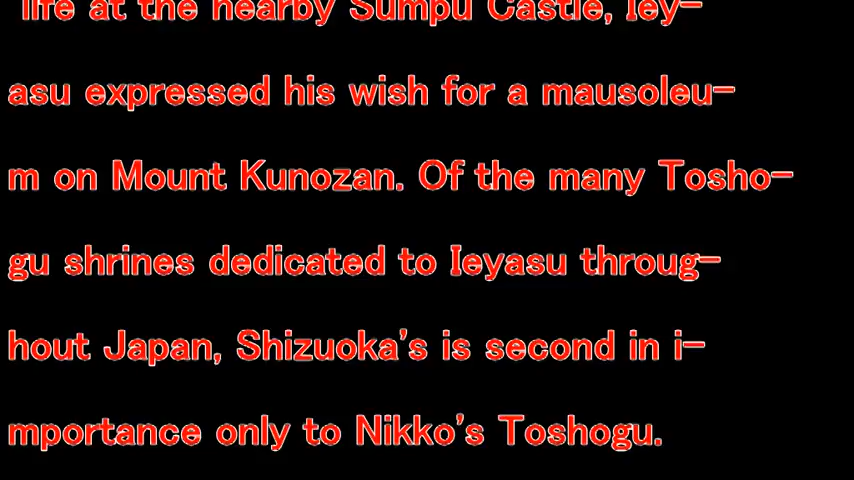 life at the nearby Sumpu Castle, Iey-
asu expressed his wish for a mausoleu-
m on Mount Kunozan. Of the many Tosho-
gu shrines dedicated to Ieyasu throug-
hout Japan, Shizuoka's is second in i-
mportance only to Nikko's Toshogu.